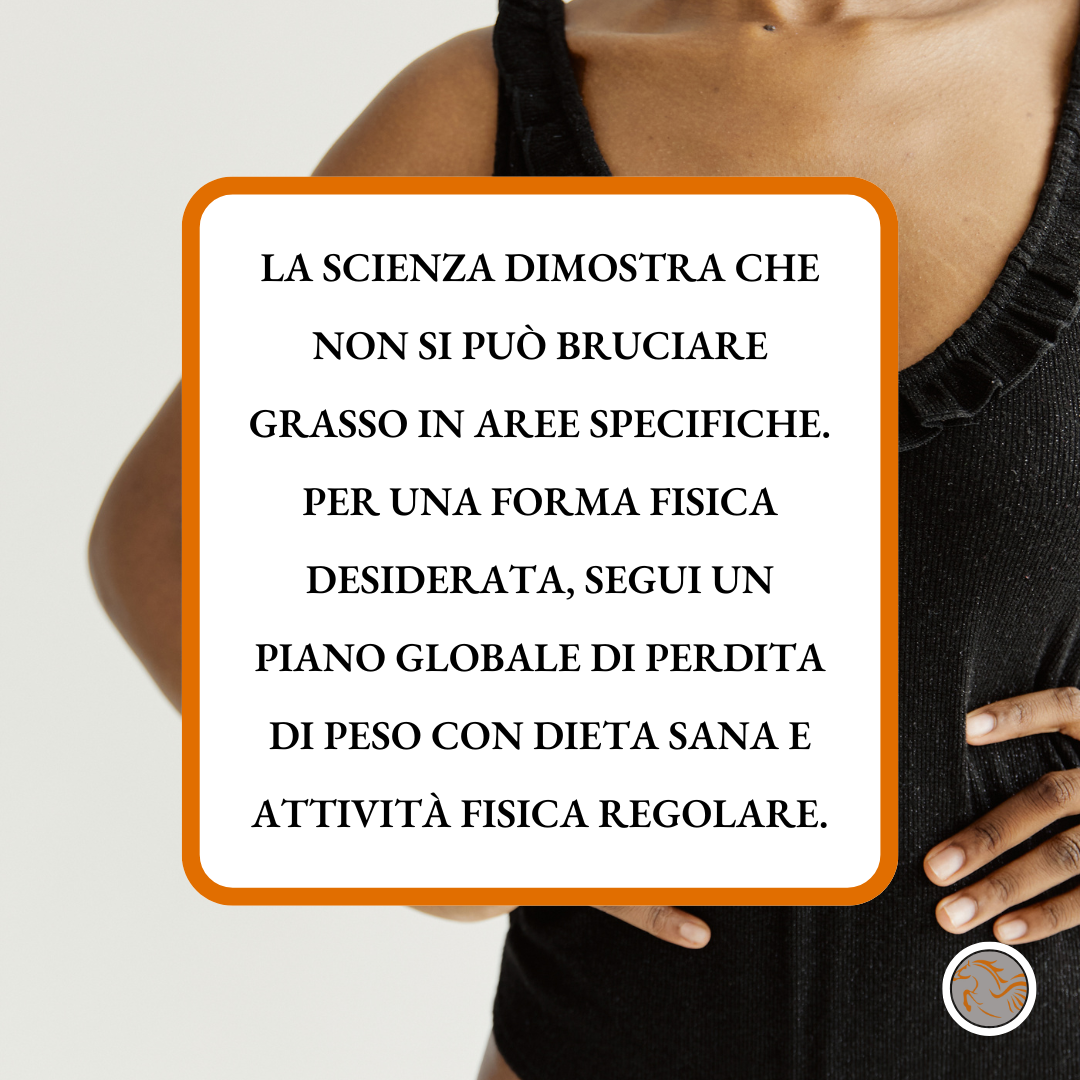 LA SCIENZA DIMOSTRA CHE
NON SI PUÒ BRUCIARE
GRASSO IN AREE SPECIFICHE.
PER UNA FORMA FISICA
DESIDERATA, SEGUI UN
PIANO GLOBALE DI PERDITA
DI PESO CON DIETA SANA E
ATTIVITÀ FISICA REGOLARE.